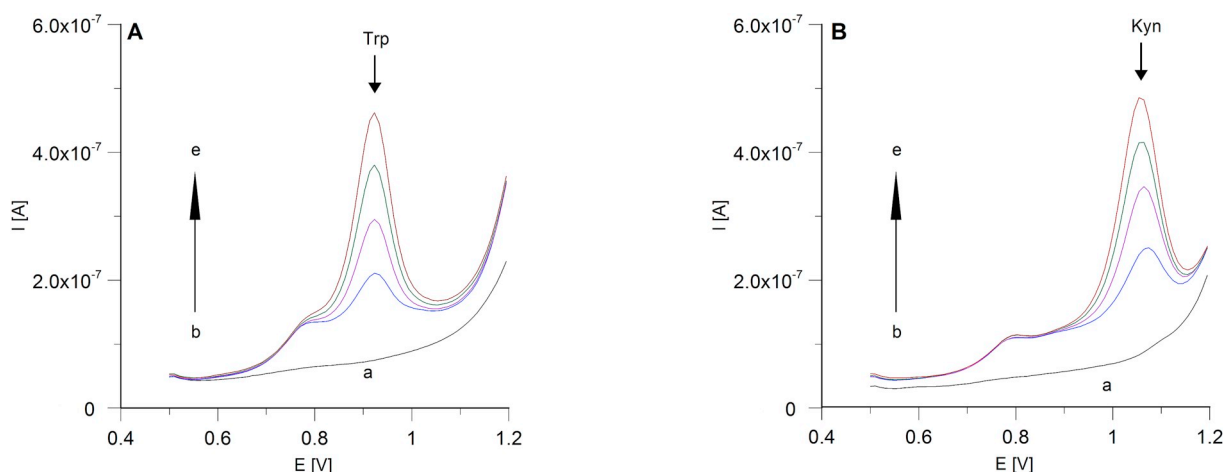 A
Trp
6.0x10-7
4.0x10-7
2.0x10-7
0
I [A]
e
b
a
0.4
0.6
0.8
1
1.2
E [V]
B
Kyn
6.0x10-7
4.0x10-7
2.0x10-7
0
I [A]
e
b
a
0.4
0.6
0.8
1
1.2
E [V]